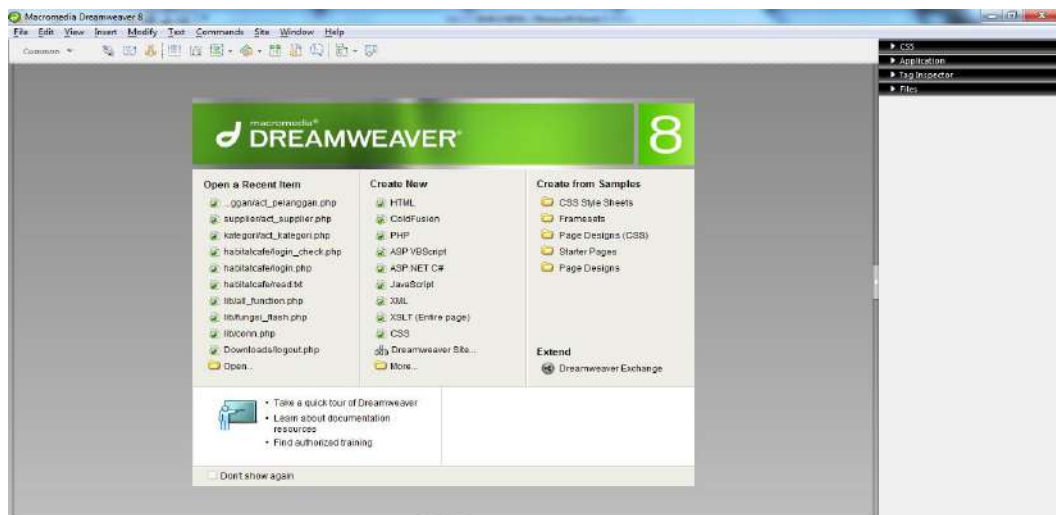 Macromedia Dreamweaver 8
File Edit View Insert Modify Text Commands Site Window Help
Common
CSS
Application
Tag Inspector
Files
macromedia®
DREAMWEAVER®
8
Open a Recent Item
...ggan/act_pelanggan.php
supplier/act_supplier.php
kategori/act_kategori.php
habitatcafe/login_check.php
habitatcafe/login.php
habitatcafe/read.txt
lib/all_function.php
lib/fungsi_flash.php
lib/conn.php
Downloads/logout.php
Open...
Create New
HTML
ColdFusion
PHP
ASP VBScript
ASP.NET C#
JavaScript
XML
XSLT (Entire page)
CSS
Dreamweaver Site...
More...
Create from Samples
CSS Style Sheets
Framesets
Page Designs (CSS)
Starter Pages
Page Designs
Extend
Dreamweaver Exchange
• Take a quick tour of Dreamweaver
• Learn about documentation
resources
• Find authorized training
Don't show again